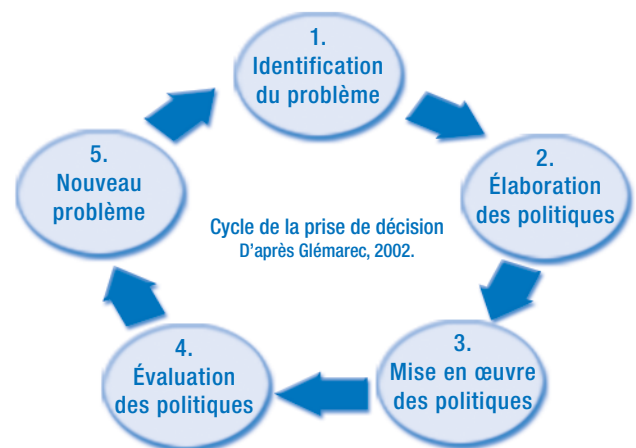 1.
Identification
du problème
2.
Élaboration
des politiques
3.
Mise en œuvre
des politiques
4.
Évaluation
des politiques
5.
Nouveau
problème
Cycle de la prise de décision
D'après Glémarec, 2002.